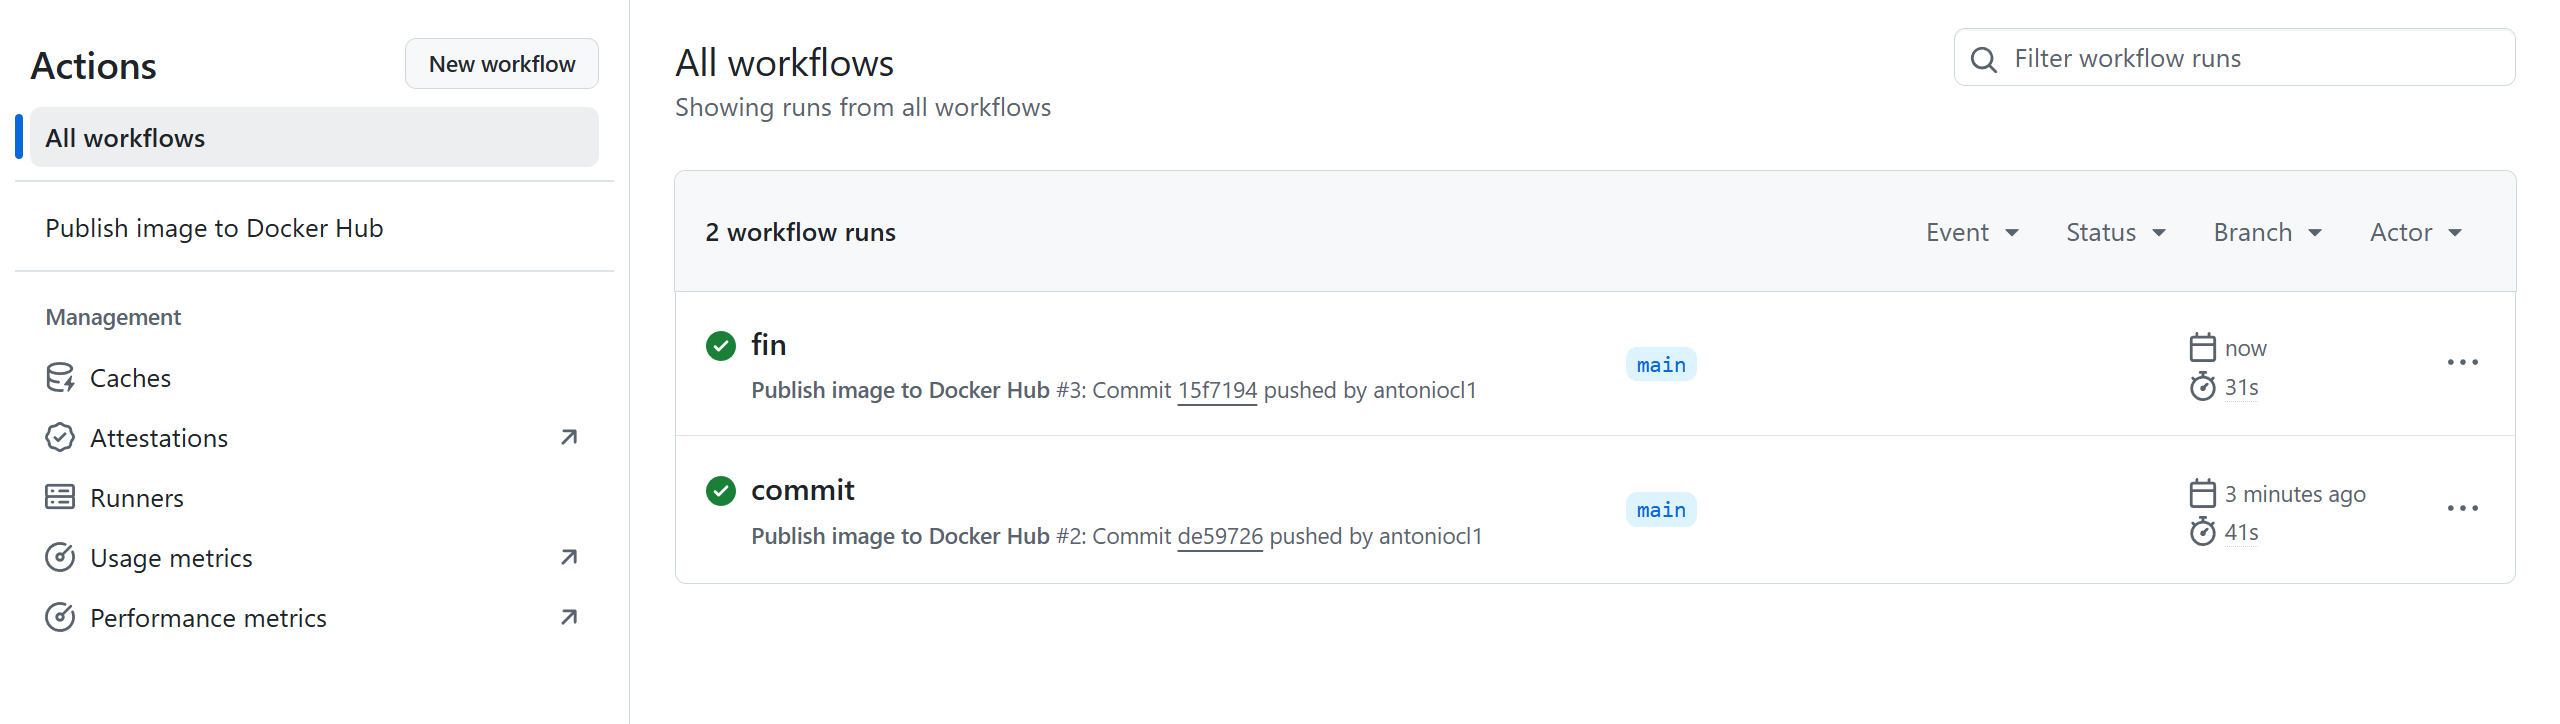 Actions
New workflow
All workflows
Publish image to Docker Hub
Management
Caches
Attestations
Runners
Usage metrics
Performance metrics
All workflows
Showing runs from all workflows
Filter workflow runs
2 workflow runs
Event Status Branch Actor
fin
Publish image to Docker Hub #3: Commit 15f7194 pushed by antoniocl1
main
now
31s
commit
Publish image to Docker Hub #2: Commit de59726 pushed by antoniocl1
main
3 minutes ago
41s